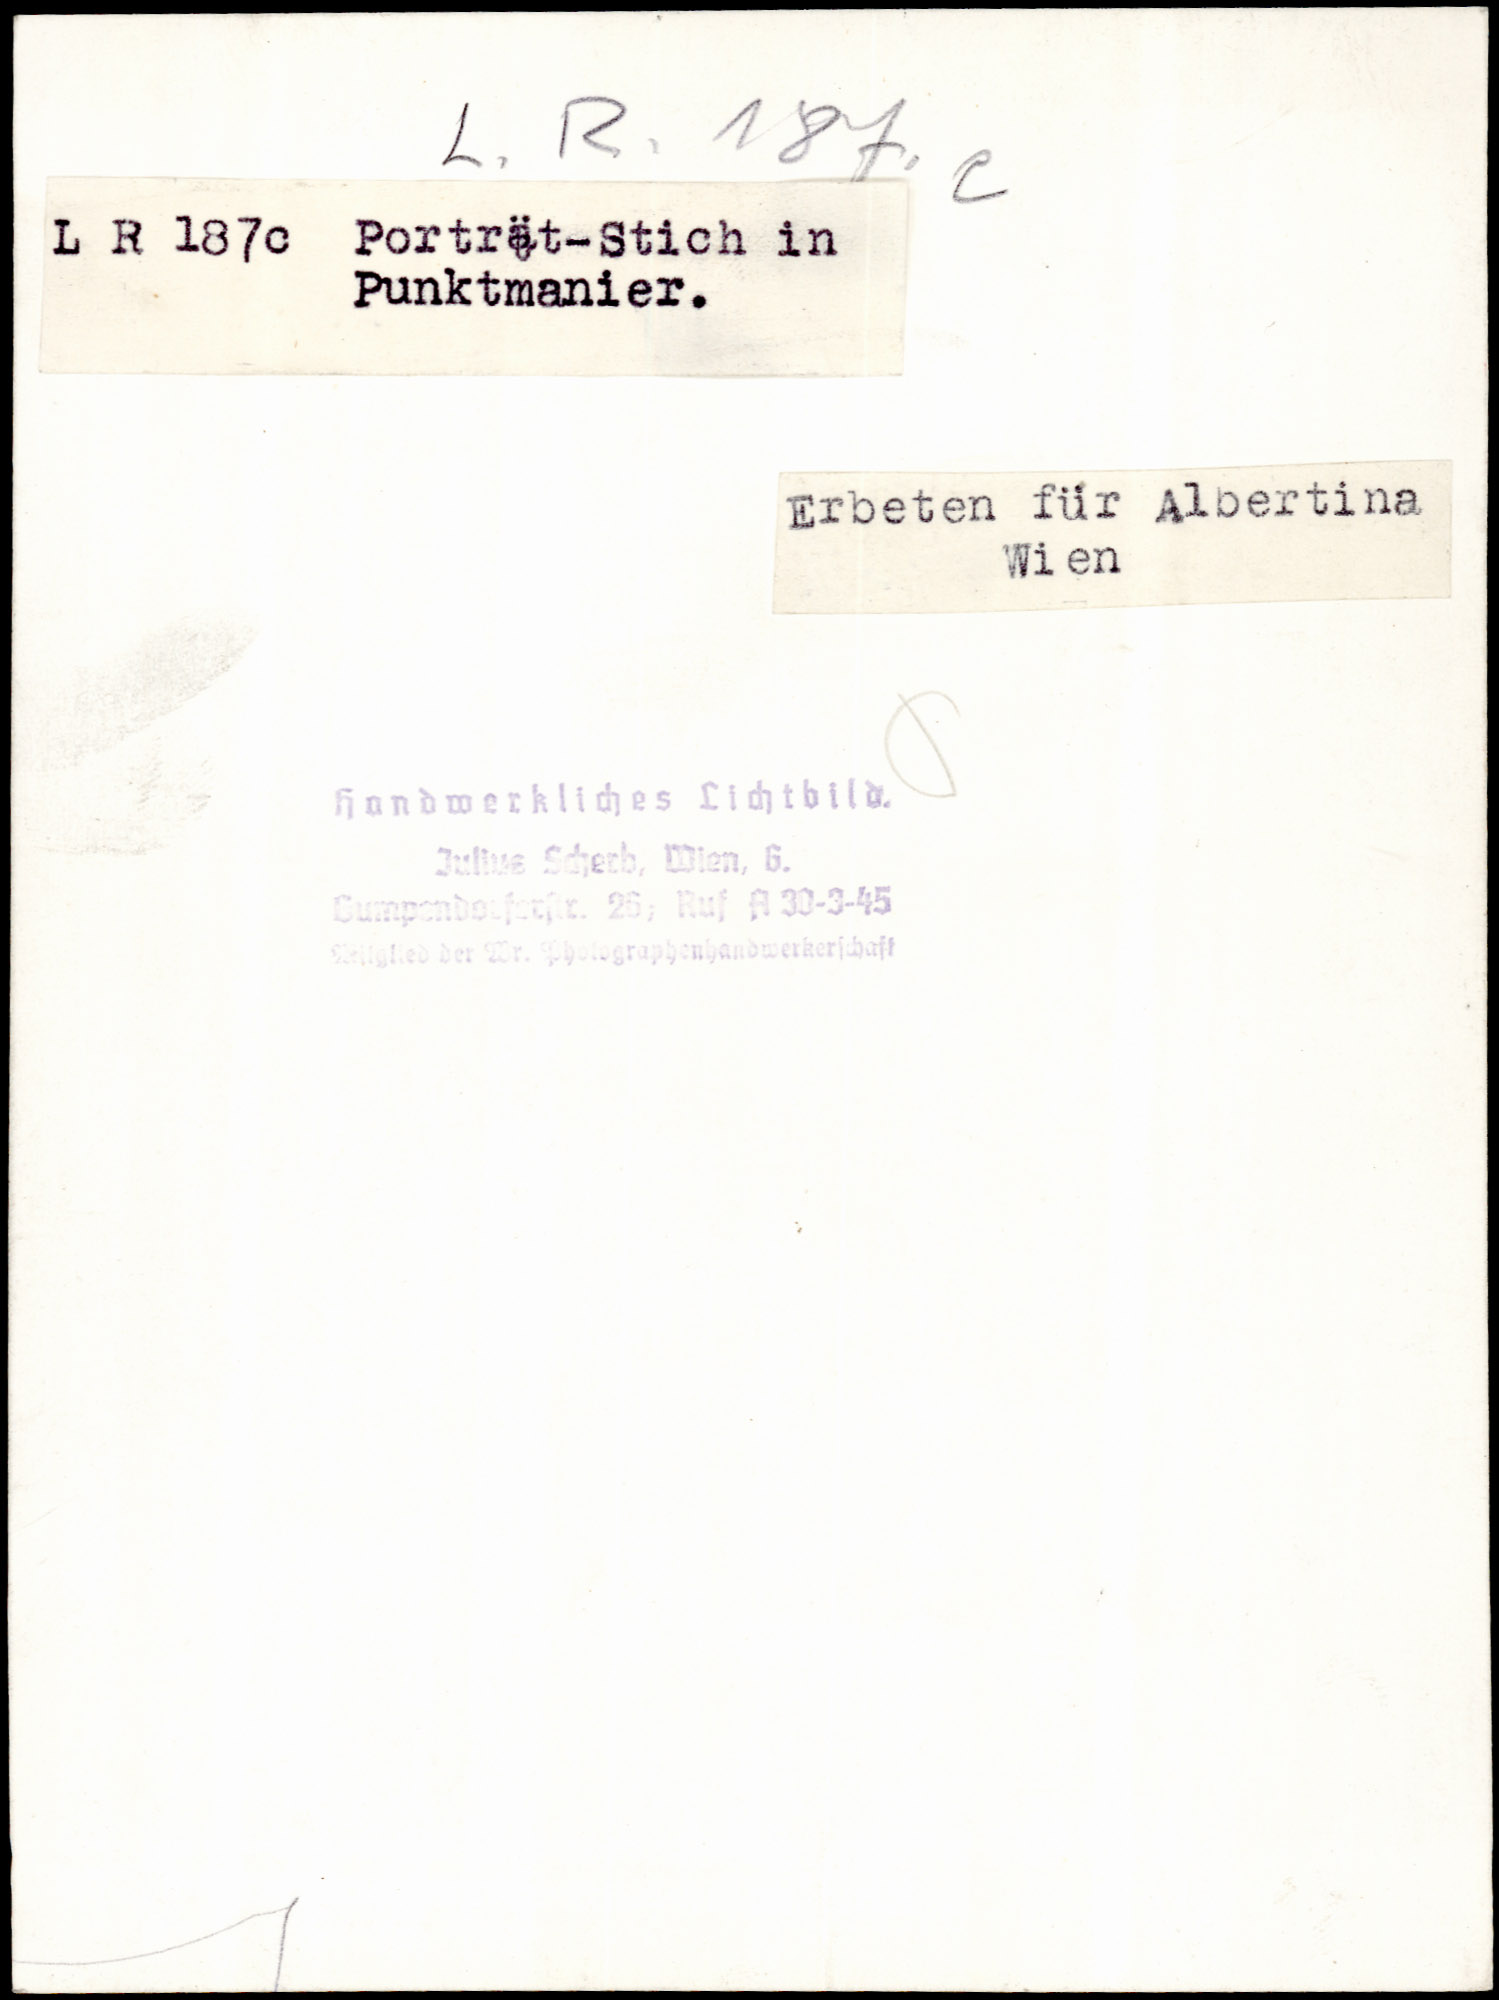 L. R. 187. c
L R 187c Porträt-Stich in
Punktmanier.
Erbeten für Albertina
Wien
Handwerkliches Lichtbild.
Julius Scherb, Wien, 6.
Gumpendorferstr. 26; Ruf A 30-3-45
Mitglied der Wr. Photographenhandwerkerschaft